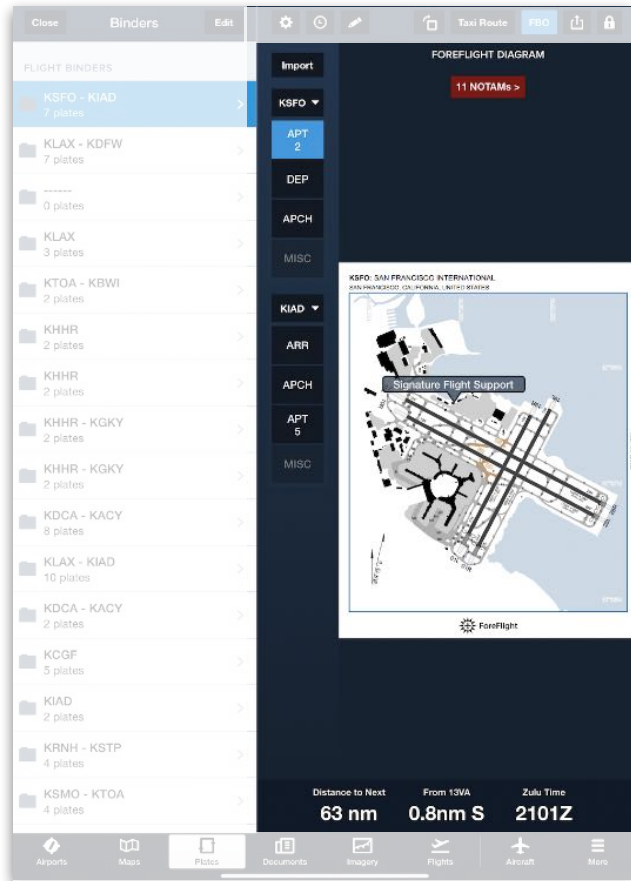 Close Binders Edit
Taxi Route FBO
FLIGHT BINDERS
KSFO - KIAD
7 plates
KLAX - KDFW
7 plates
------
0 plates
KLAX
3 plates
KTOA - KBWI
2 plates
KHHR
2 plates
KHHR
2 plates
KHHR - KGKY
2 plates
KHHR - KGKY
2 plates
KDCA - KACY
8 plates
KLAX - KIAD
10 plates
KDCA - KACY
2 plates
KCGF
5 plates
KIAD
2 plates
KRNH - KSTP
4 plates
KSMO - KTOA
4 plates
Import
KSFO
APT
2
DEP
APCH
MISC
KIAD
ARR
APCH
APT
5
MISC
FOREFLIGHT DIAGRAM
11 NOTAMs >
KSFO: SAN FRANCISCO INTERNATIONAL
SAN FRANCISCO, CALIFORNIA, UNITED STATES
Signature Flight Support
ForeFlight
Distance to Next From 13VA Zulu Time
63 nm 0.8nm S 2101Z
Airports Maps Plates Documents Imagery Flights Aircraft More